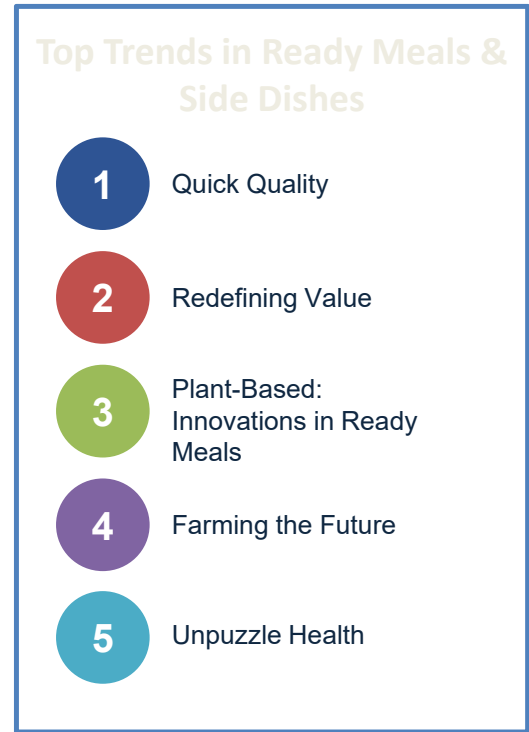 Top Trends in Ready Meals &
Side Dishes
1
Quick Quality
2
Redefining Value
3
Plant-Based:
Innovations in Ready
Meals
4
Farming the Future
5
Unpuzzle Health